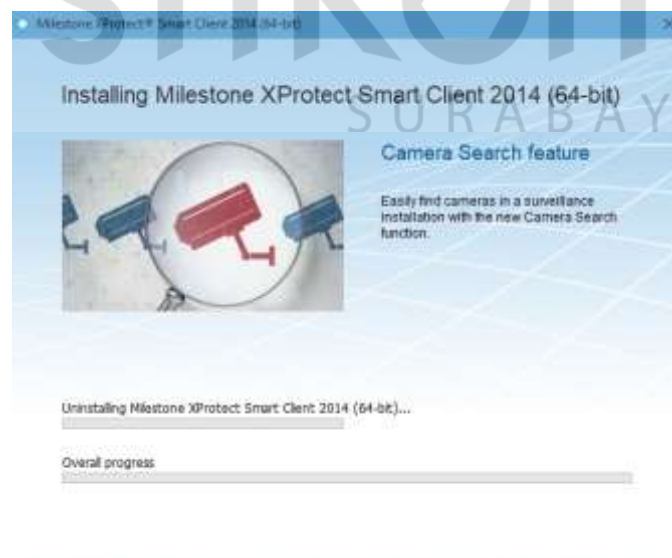 Milestone XProtect® Smart Client 2014 (64-bit)
Installing Milestone XProtect Smart Client 2014 (64-bit)
SURABAY
Camera Search feature
Easily find cameras in a surveillance
installation with the new Camera Search
function.
Uninstalling Milestone XProtect Smart Client 2014 (64-bit)...
Overall progress